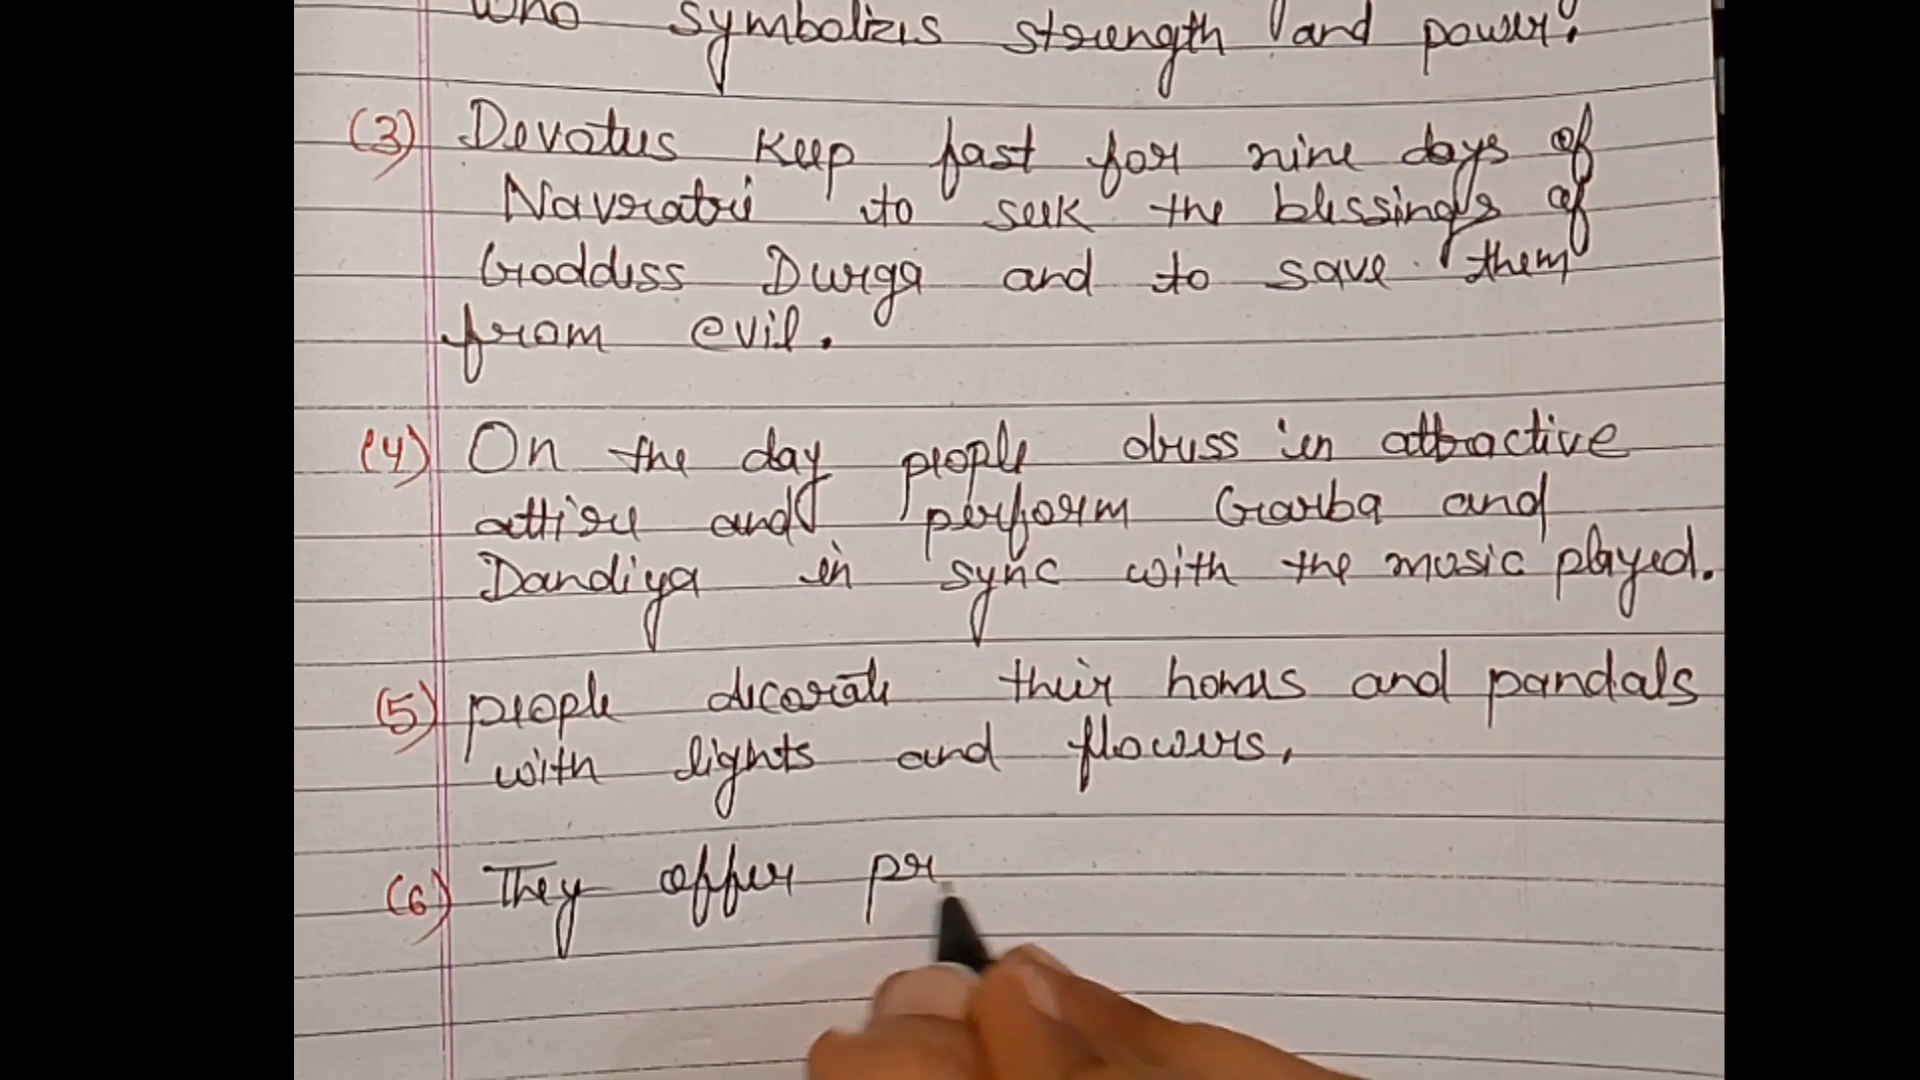 who symbolizes strength and power.
(3) Devotees keep fast for nine days of
Navratri to seek the blessings of
Goddess Durga and to save them
from evil.
(4) On the day people dress in attractive
attire and perform Garba and
Dandiya in sync with the music played.
(5) people decorate their homes and pandals
with lights and flowers.
(6) They offer pr